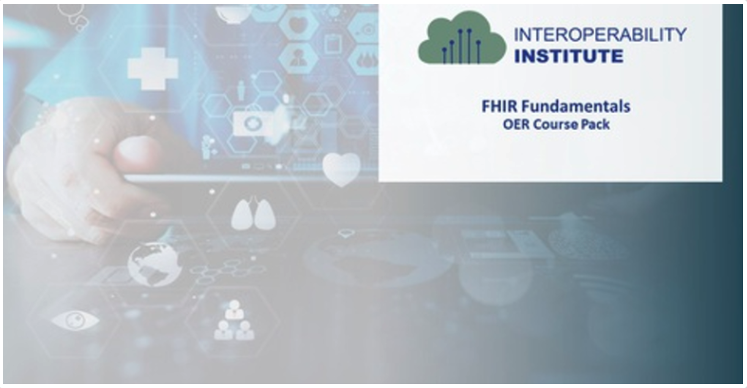 INTEROPERABILITY
INSTITUTE
FHIR Fundamentals
OER Course Pack